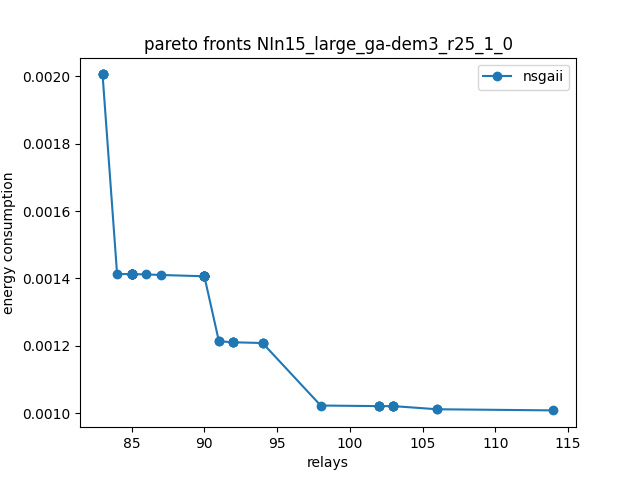 pareto fronts NIn15_large_ga-dem3_r25_1_0
nsgaii
energy consumption
0.0020
0.0018
0.0016
0.0014
0.0012
0.0010
85 90 95 100 105 110 115
relays